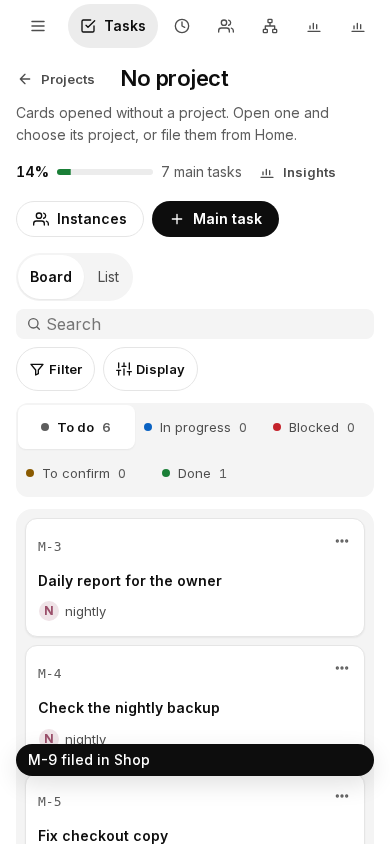 Tasks
Projects
No project
Cards opened without a project. Open one and
choose its project, or file them from Home.
14% 7 main tasks Insights
Instances Main task
Board List
Search
Filter Display
To do 6 In progress 0 Blocked 0
To confirm 0 Done 1
M-3
Daily report for the owner
N nightly
M-4
Check the nightly backup
N nightly
M-9 filed in Shop
M-5
Fix checkout copy